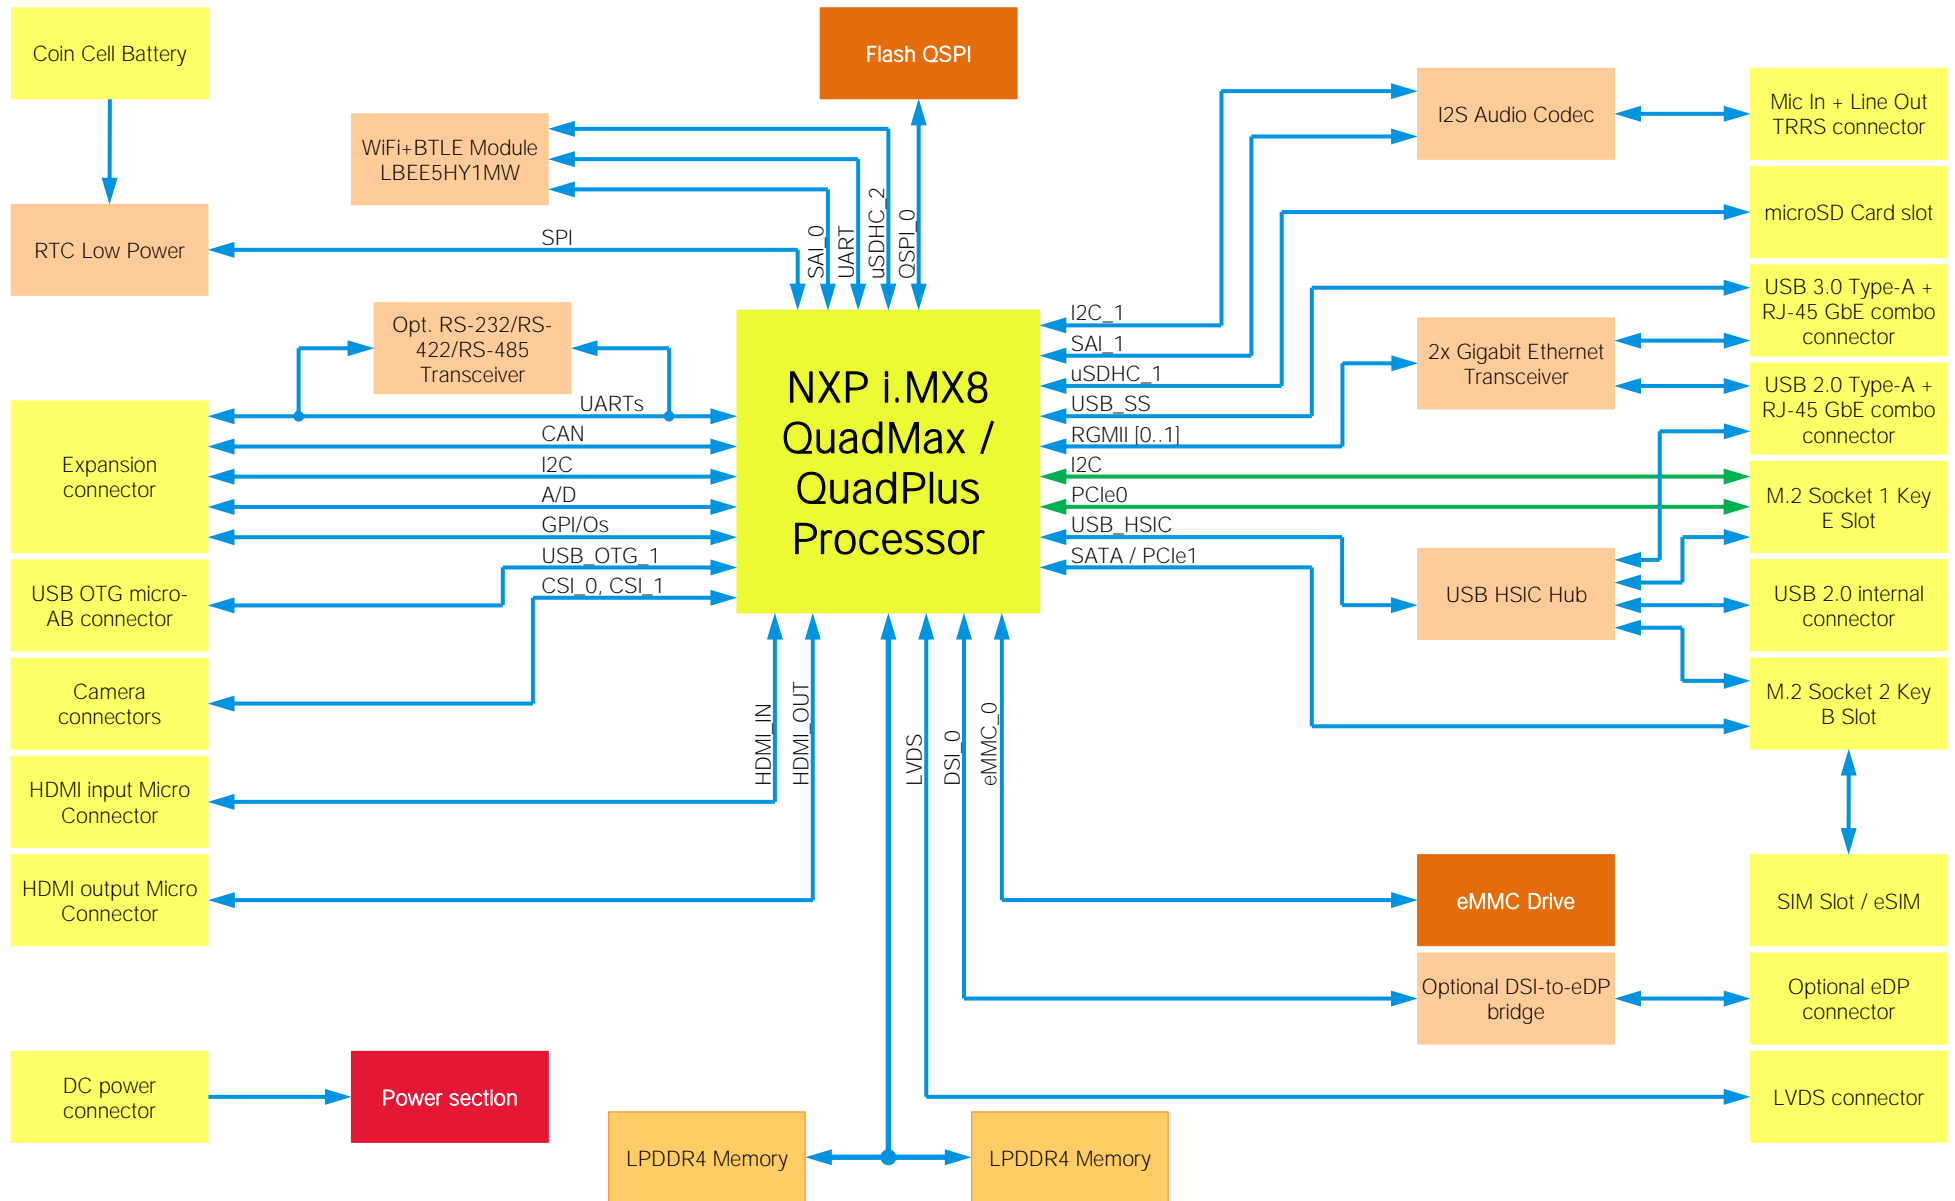 Coin Cell Battery
Flash QSPI
I2S Audio Codec
Mic In + Line Out
TRRS connector
WiFi+BTLE Module
LBEE5HY1MW
microSD Card slot
RTC Low Power
SPI
SAI_0
UART
uSDHC_2
QSPI_0
USB 3.0 Type-A +
RJ-45 GbE combo
connector
Opt. RS-232/RS-
422/RS-485
Transceiver
I2C_1
SAI_1
uSDHC_1
USB_SS
RGMII [0..1]
I2C
PCIe0
USB_HSIC
SATA / PCIe1
2x Gigabit Ethernet
Transceiver
USB 2.0 Type-A +
RJ-45 GbE combo
connector
NXP i.MX8
QuadMax /
QuadPlus
Processor
UARTs
CAN
I2C
A/D
GPI/Os
USB_OTG_1
CSI_0, CSI_1
Expansion
connector
M.2 Socket 1 Key
E Slot
USB OTG micro-
AB connector
USB HSIC Hub
USB 2.0 internal
connector
Camera
connectors
M.2 Socket 2 Key
B Slot
HDMI_IN
HDMI_OUT
LVDS
DSI_0
eMMC_0
HDMI input Micro
Connector
HDMI output Micro
Connector
eMMC Drive
SIM Slot / eSIM
Optional DSI-to-eDP
bridge
Optional eDP
connector
DC power
connector
Power section
LVDS connector
LPDDR4 Memory
LPDDR4 Memory